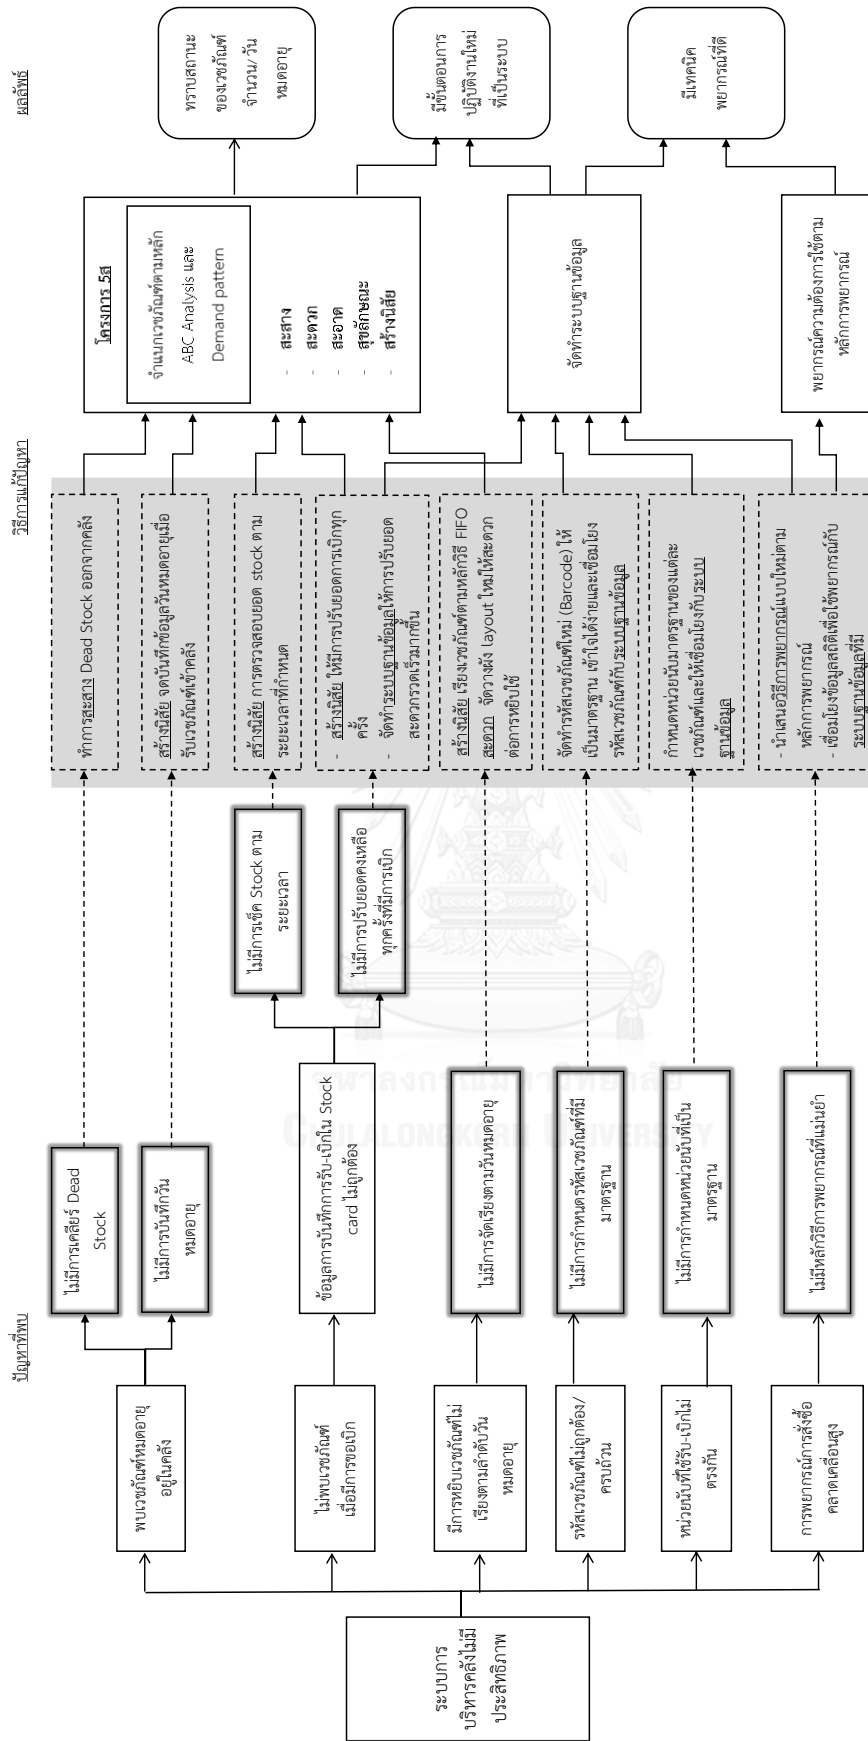 ปัญหาที่พบ
วิธีการแก้ปัญหา
ผลลัพธ์
ระบบการ
บริหารคลังไม่มี
ประสิทธิภาพ
พบเวชภัณฑ์หมดอายุ
อยู่ในคลัง
ไม่พบเวชภัณฑ์
เมื่อมีการขอเบิก
มีการหยิบเวชภัณฑ์ไม่
เรียงตามลำดับวัน
หมดอายุ
รหัสเวชภัณฑ์ไม่ถูกต้อง/
ครบถ้วน
หน่วยนับที่ใช้รับ-เบิกไม่
ตรงกัน
การพยากรณ์การสั่งซื้อ
คลาดเคลื่อนสูง
ไม่มีการเคลียร์ Dead
Stock
ไม่มีการบันทึกวัน
หมดอายุ
ข้อมูลการบันทึกการรับ-เบิกใน Stock
card ไม่ถูกต้อง
ไม่มีการจัดเรียงตามวันหมดอายุ
ไม่มีการกำหนดรหัสเวชภัณฑ์ที่มี
มาตรฐาน
ไม่มีการกำหนดหน่วยนับที่เป็น
มาตรฐาน
ไม่มีหลักวิธีการพยากรณ์ที่แม่นยำ
ไม่มีการเช็ค Stock ตาม
ระยะเวลา
ไม่มีการปรับยอดคงเหลือ
ทุกครั้งที่มีการเบิก
ทำการสะสาง Dead Stock ออกจากคลัง
สร้างนิสัย จดบันทึกข้อมูลวันหมดอายุเมื่อ
รับเวชภัณฑ์เข้าคลัง
สร้างนิสัย การตรวจสอบยอด stock ตาม
ระยะเวลาที่กำหนด
- สร้างนิสัย ให้มีการปรับยอดการเบิกทุก
ครั้ง
- จัดทำระบบฐานข้อมูลให้การปรับยอด
สะดวกรวดเร็วมากขึ้น
สร้างนิสัย เรียงเวชภัณฑ์ตามหลักวิธี FIFO
สะดวก จัดวางผัง layout ใหม่ให้สะดวก
ต่อการหยิบใช้
จัดทำรหัสเวชภัณฑ์ใหม่ (Barcode) ให้
เป็นมาตรฐาน เข้าใจได้ง่ายและเชื่อมโยง
รหัสเวชภัณฑ์กับระบบฐานข้อมูล
กำหนดหน่วยนับมาตรฐานของแต่ละ
เวชภัณฑ์และให้เชื่อมโยงกับระบบ
ฐานข้อมูล
- นำเสนอวิธีการพยากรณ์แบบใหม่ตาม
หลักการพยากรณ์
- เชื่อมโยงข้อมูลสถิติเพื่อใช้พยากรณ์กับ
ระบบฐานข้อมูลที่มี
โครงการ 5ส
จำแนกเวชภัณฑ์ตามหลัก
ABC Analysis และ
Demand pattern
- สะสาง
- สะดวก
- สะอาด
- สุขลักษณะ
- สร้างนิสัย
จัดทำระบบฐานข้อมูล
พยากรณ์ความต้องการใช้ตาม
หลักการพยากรณ์
ทราบสถานะ
ของเวชภัณฑ์
จำนวน/วัน
หมดอายุ
มีขั้นตอนการ
ปฏิบัติงานใหม่
ที่เป็นระบบ
มีเทคนิค
พยากรณ์ที่ดี
จุฬาลงกรณ์มหาวิทยาลัย
CHULALONGKORN UNIVERSITY